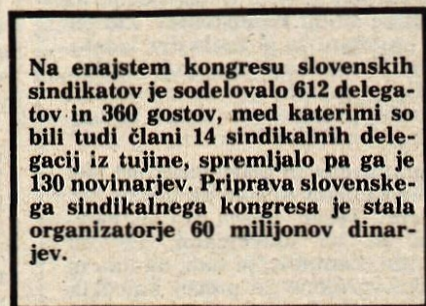 Na enajstem kongresu slovenskih
sindikatov je sodelovalo 612 delega-
tov in 360 gostov, med katerimi so
bili tudi člani 14 sindikalnih dele-
gacij iz tujine, spremljalo pa ga je
130 novinarjev. Priprava slovenske-
ga sindikalnega kongresa je stala
organizatorje 60 milijonov dinar-
jev.